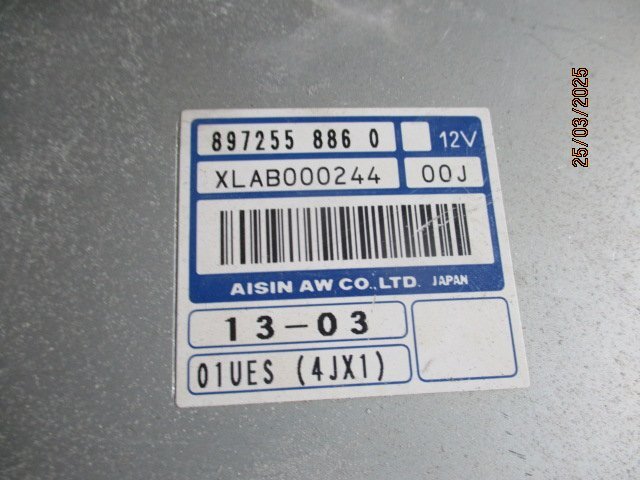 897255 886 0 12V
XLAB000244 00J
AISIN AW CO.,LTD. JAPAN
13-03
01UES (4JX1)
25/03/2025